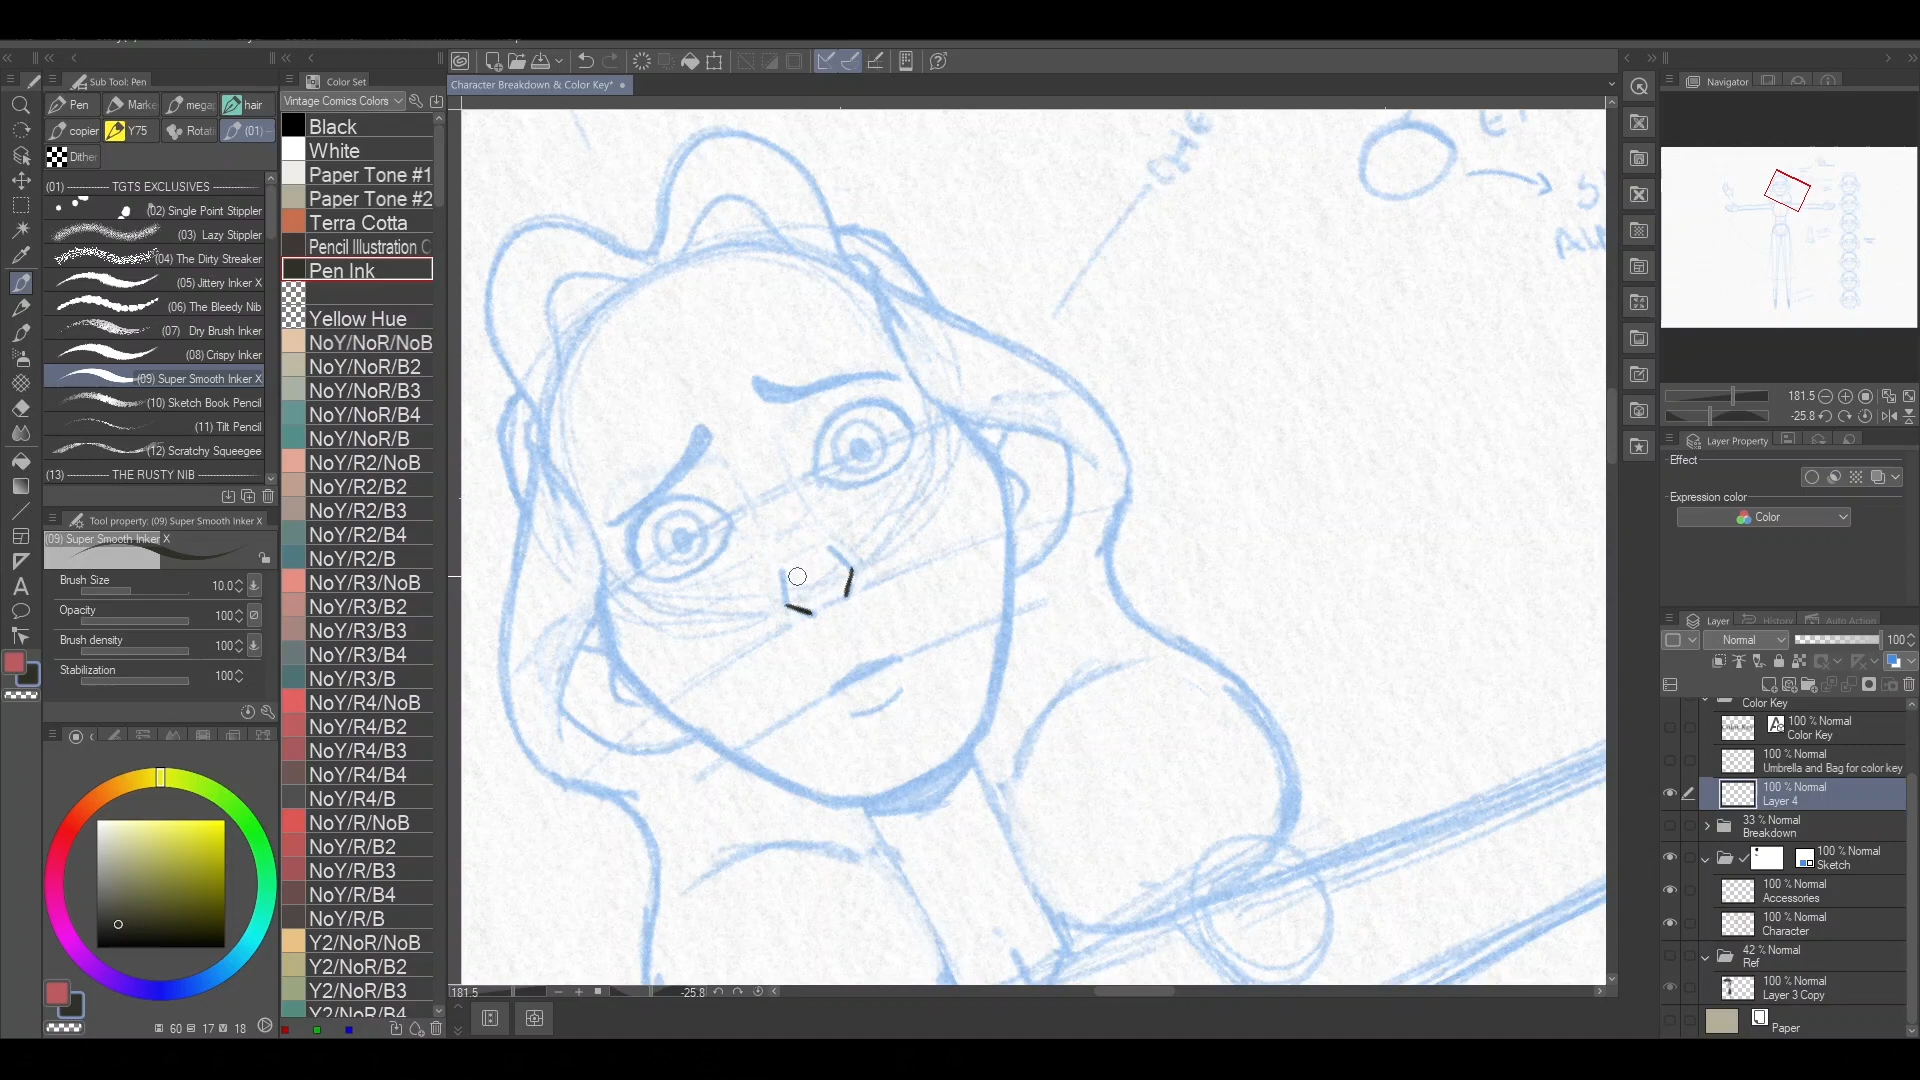 Sub Tool: Pen
Color Set
Pen
Marke
mega
hair
copier
Y75
Rotati
(01)
Dither
(01) ------------- TGTS EXCLUSIVES
(02) Single Point Stippler
(03) Lazy Stippler
(04) The Dirty Streaker
(05) Jittery Inker X
(06) The Bleedy Nib
(07) Dry Brush Inker
(08) Crispy Inker
(09) Super Smooth Inker X
(10) Sketch Book Pencil
(11) Tilt Pencil
(12) Scratchy Squeegee
(13) ------------- THE RUSTY NIB
Tool property: (09) Super Smooth Inker X
(09) Super Smooth Inker X
Brush Size 10.0
Opacity 100
Brush density 100
Stabilization 100
60 S 17 V 18
Vintage Comics Colors
Black
White
Paper Tone #1
Paper Tone #2
Terra Cotta
Pencil Illustration C
Pen Ink
Yellow Hue
NoY/NoR/NoB
NoY/NoR/B2
NoY/NoR/B3
NoY/NoR/B4
NoY/NoR/B
NoY/R2/NoB
NoY/R2/B2
NoY/R2/B3
NoY/R2/B4
NoY/R2/B
NoY/R3/NoB
NoY/R3/B2
NoY/R3/B3
NoY/R3/B4
NoY/R3/B
NoY/R4/NoB
NoY/R4/B2
NoY/R4/B3
NoY/R4/B4
NoY/R4/B
NoY/R/NoB
NoY/R/B2
NoY/R/B3
NoY/R/B4
NoY/R/B
Y2/NoR/NoB
Y2/NoR/B2
Y2/NoR/B3
Y2/NoR/B4
Character Breakdown & Color Key*
181.5
-25.8
Navigator
181.5
-25.8
Layer Property
Effect
Expression color
Color
Layer
History
Auto Action
Normal
100
Color Key
100 % Normal
Color Key
100 % Normal
Umbrella and Bag for color key
100 % Normal
Layer 4
33 % Normal
Breakdown
100 % Normal
Sketch
100 % Normal
Accessories
100 % Normal
Character
42 % Normal
Ref
100 % Normal
Layer 3 Copy
Paper